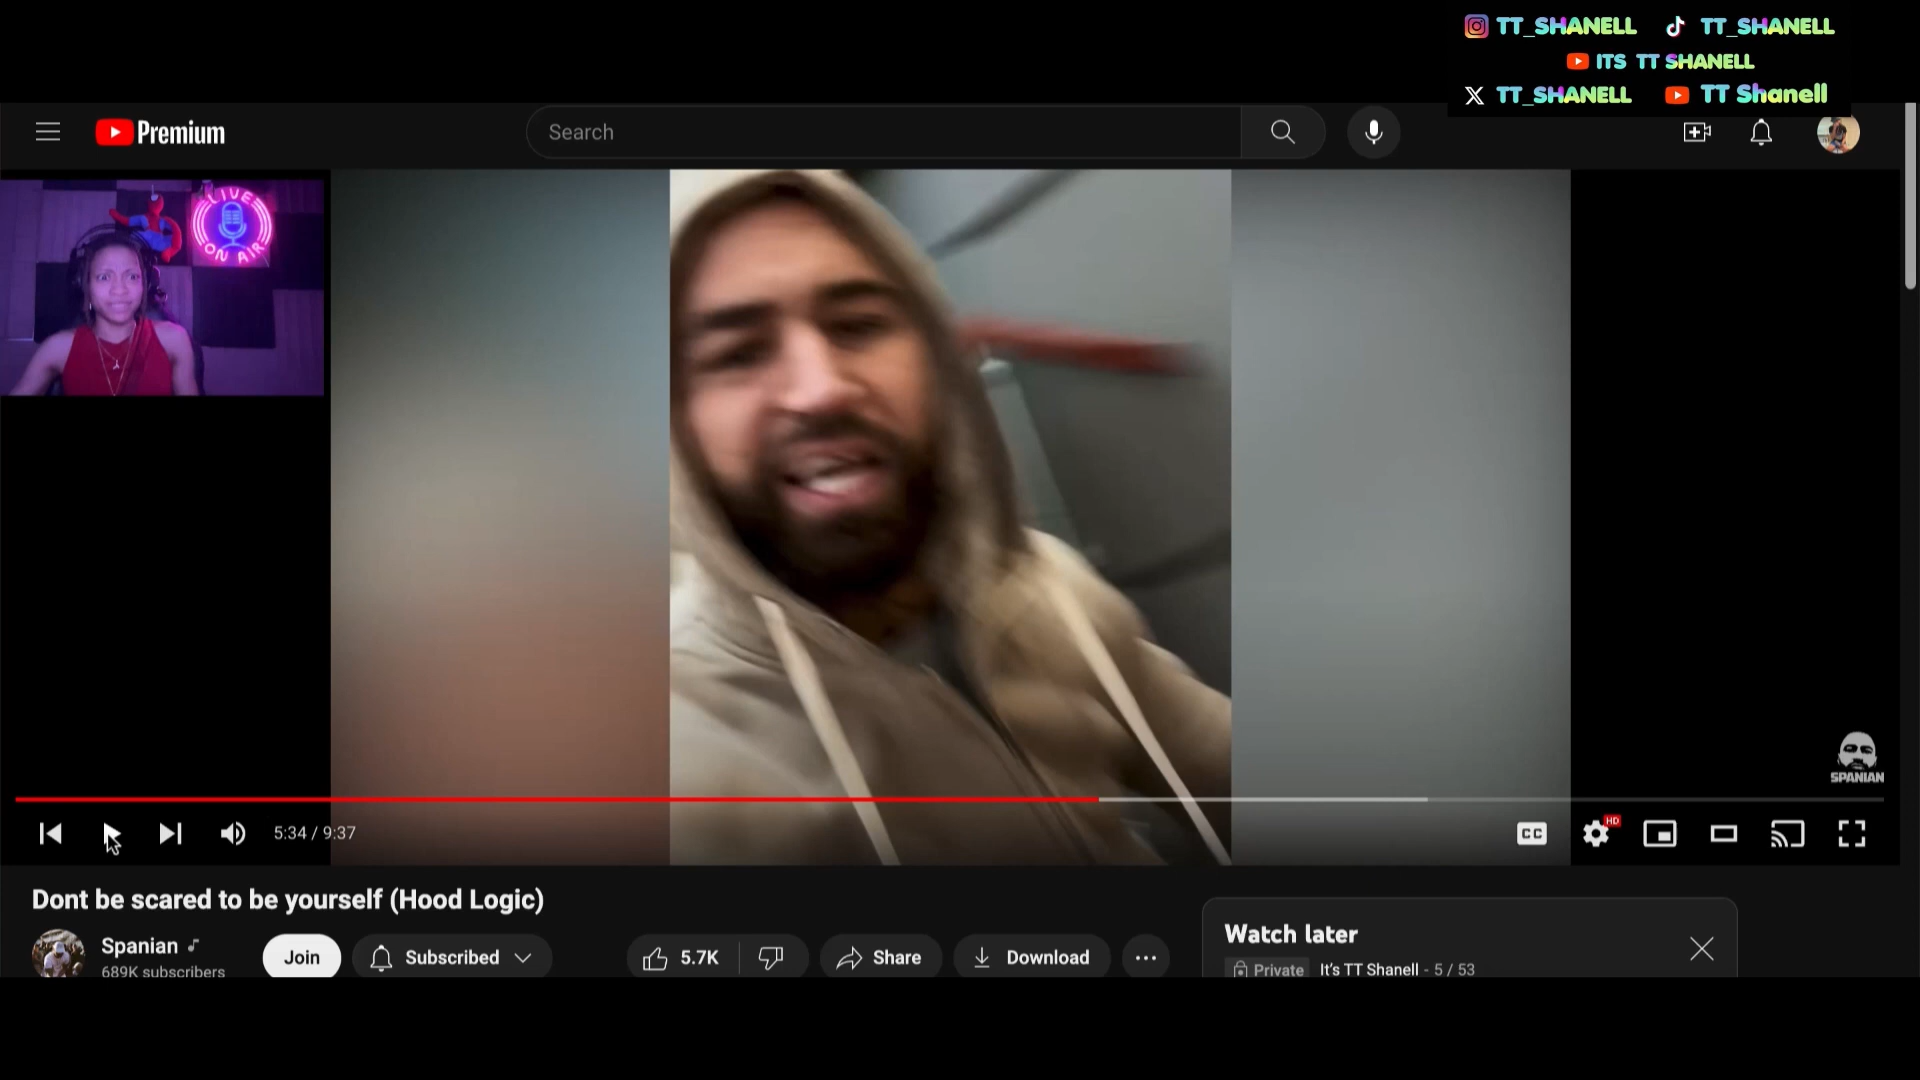 TT_SHANELL TT_SHANELL
ITS TT SHANELL
TT_SHANELL TT Shanell
Premium
Search
LIVE
ON AIR
SPANIAN
5:34 / 9:37
CC
HD
Dont be scared to be yourself (Hood Logic)
Spanian
689K subscribers
Join
Subscribed
5.7K
Share
Download
Watch later
Private It's TT Shanell - 5 / 53